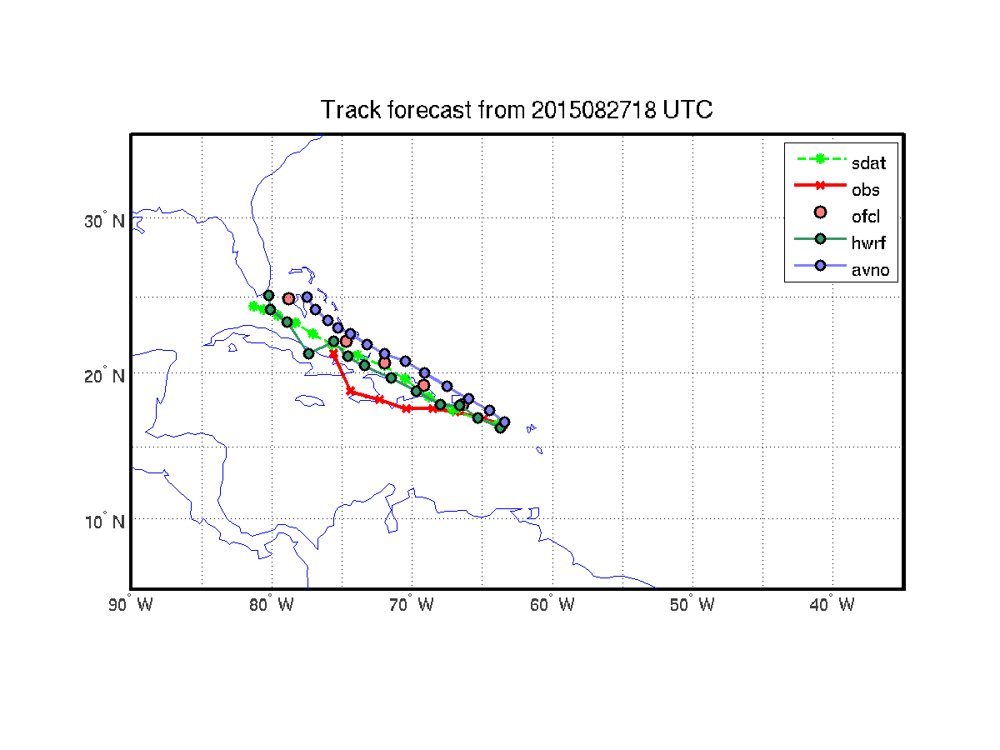 Track forecast from 2015082718 UTC
sdat
obs
ofcl
hwrf
avno
30° N
20° N
10° N
90° W 80° W 70° W 60° W 50° W 40° W